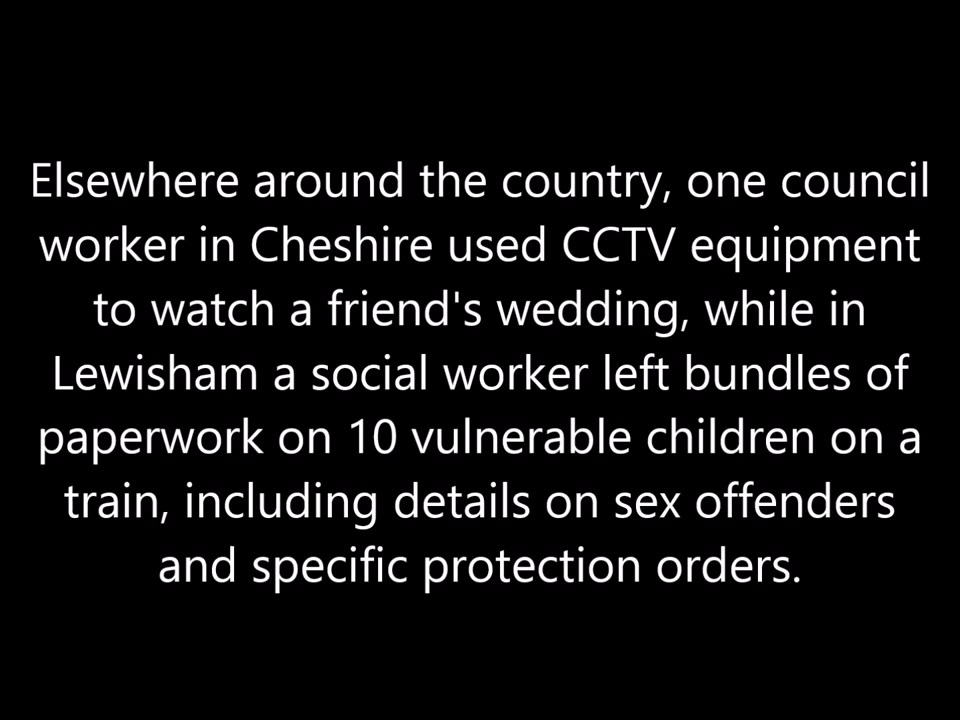 Elsewhere around the country, one council
worker in Cheshire used CCTV equipment
to watch a friend's wedding, while in
Lewisham a social worker left bundles of
paperwork on 10 vulnerable children on a
train, including details on sex offenders
and specific protection orders.